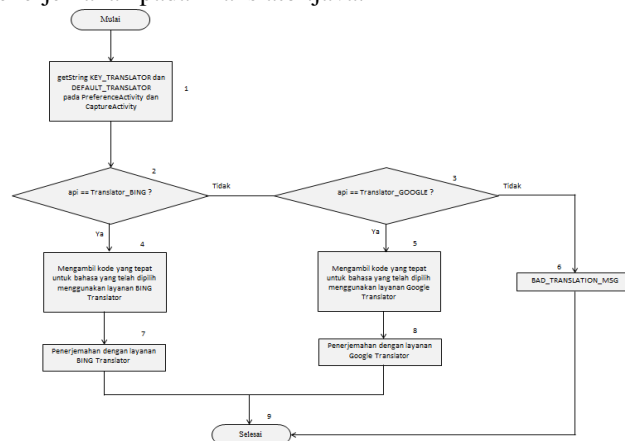 Mulai
getString KEY_TRANSLATOR dan
DEFAULT_TRANSLATOR
pada PreferenceActivity dan
CaptureActivity
1
2
api == Translator_BING ?
Tidak
3
api == Translator_GOOGLE ?
Tidak
Ya
4
Mengambil kode yang tepat
untuk bahasa yang telah dipilih
menggunakan layanan BING
Translator
Ya
5
Mengambil kode yang tepat
untuk bahasa yang telah dipilih
menggunakan layanan Google
Translator
6
BAD_TRANSLATION_MSG
7
Penerjemahan dengan layanan
BING Translator
8
Penerjemahan dengan layanan
Google Translator
9
Selesai